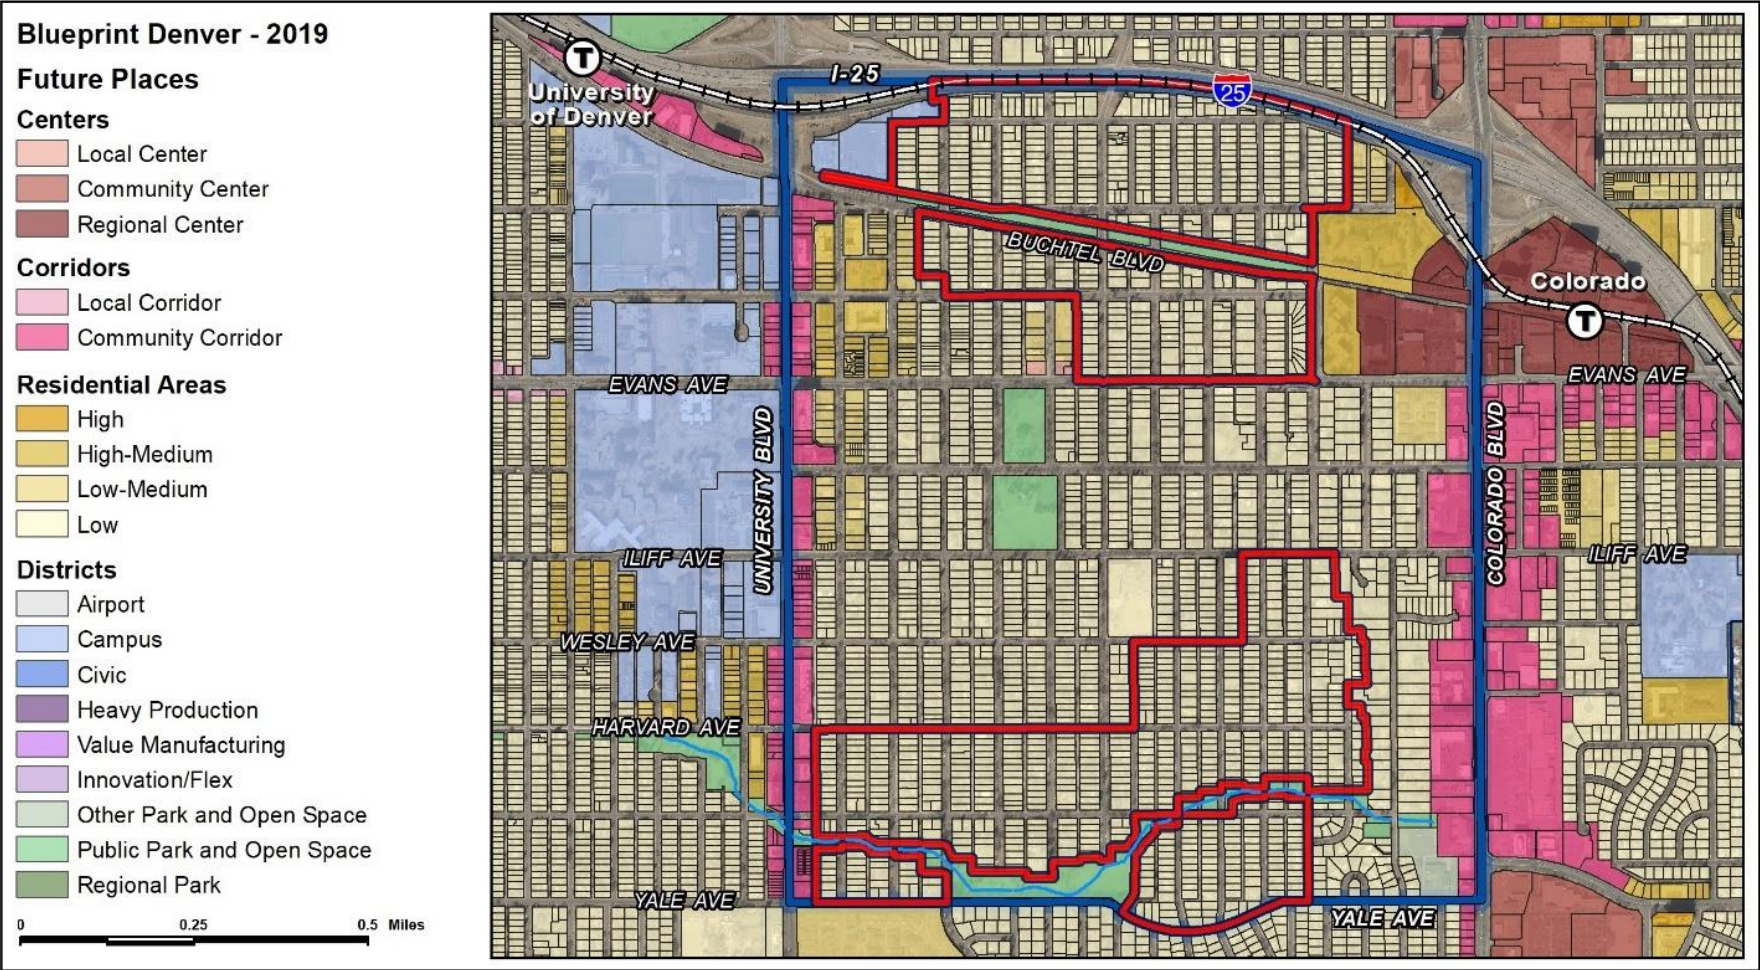 Blueprint Denver - 2019
Future Places
Centers
Local Center
Community Center
Regional Center
Corridors
Local Corridor
Community Corridor
Residential Areas
High
High-Medium
Low-Medium
Low
Districts
Airport
Campus
Civic
Heavy Production
Value Manufacturing
Innovation/Flex
Other Park and Open Space
Public Park and Open Space
Regional Park
0 0.25 0.5 Miles
T
University
of Denver
I-25
25
BUCHTEL BLVD
Colorado
T
EVANS AVE
EVANS AVE
UNIVERSITY BLVD
COLORADO BLVD
ILIFF AVE
ILIFF AVE
WESLEY AVE
HARVARD AVE
YALE AVE
YALE AVE